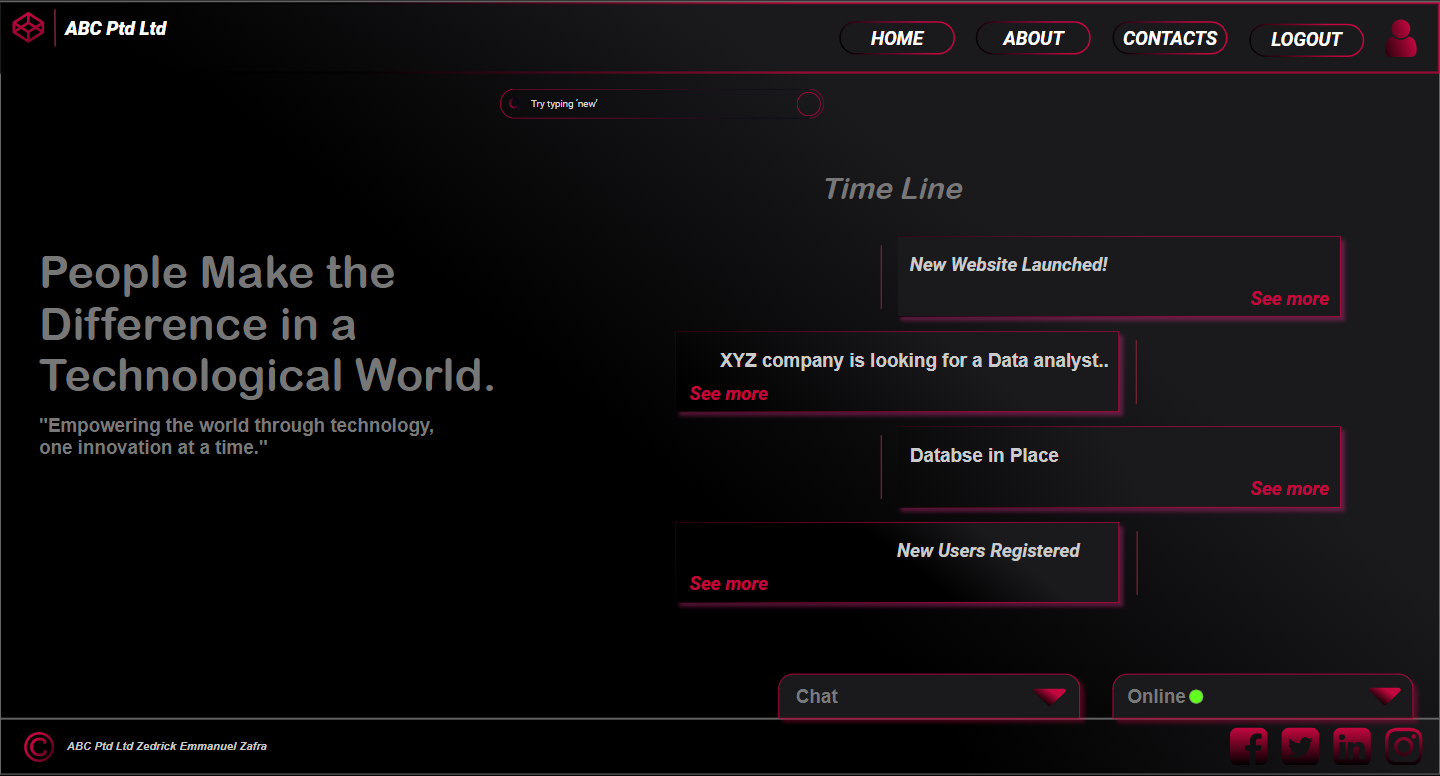 ABC Ptd Ltd
HOME
ABOUT
CONTACTS
LOGOUT
Try typing 'new'
Time Line
People Make the
Difference in a
Technological World.
"Empowering the world through technology,
one innovation at a time."
New Website Launched!
See more
XYZ company is looking for a Data analyst..
See more
Databse in Place
See more
New Users Registered
See more
Chat
Online
© ABC Ptd Ltd Zedrick Emmanuel Zafra